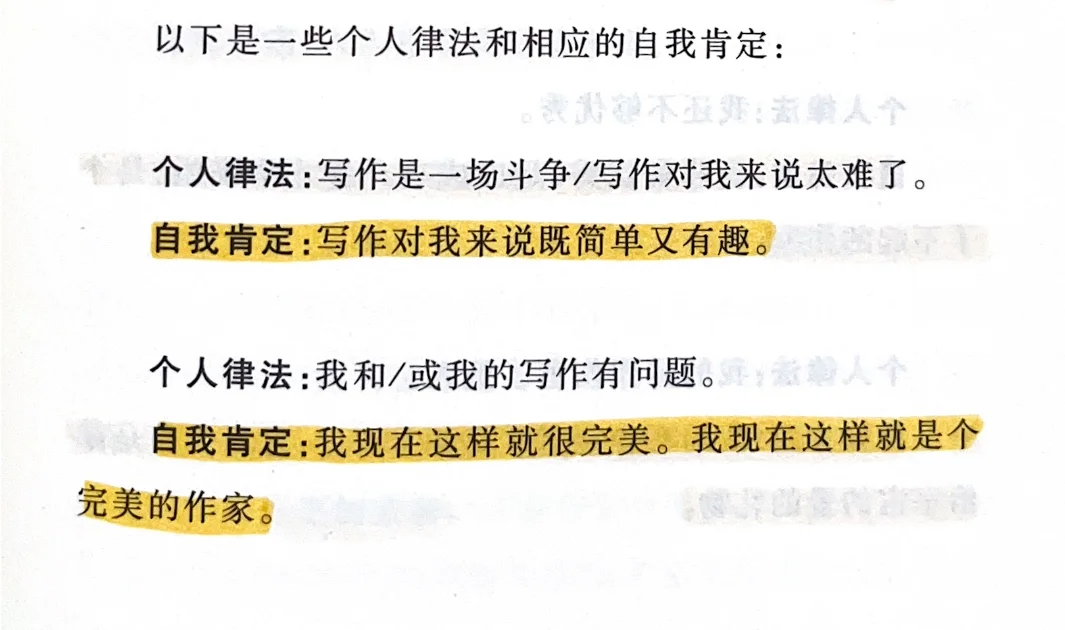 以下是一些个人律法和相应的自我肯定：
个人律法：写作是一场斗争/写作对我来说太难了。
自我肯定：写作对我来说既简单又有趣。
个人律法：我和/或我的写作有问题。
自我肯定：我现在这样就很完美。我现在这样就是个
完美的作家。